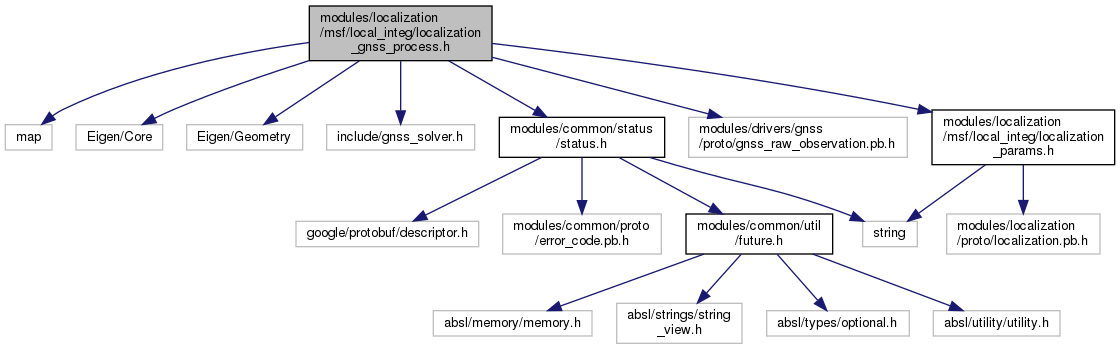 modules/localization
/msf/local_integ/localization
_gnss_process.h
map
Eigen/Core
Eigen/Geometry
include/gnss_solver.h
modules/common/status
/status.h
modules/drivers/gnss
/proto/gnss_raw_observation.pb.h
modules/localization
/msf/local_integ/localization
_params.h
google/protobuf/descriptor.h
modules/common/proto
/error_code.pb.h
modules/common/util
/future.h
string
modules/localization
/proto/localization.pb.h
absl/memory/memory.h
absl/strings/string
_view.h
absl/types/optional.h
absl/utility/utility.h